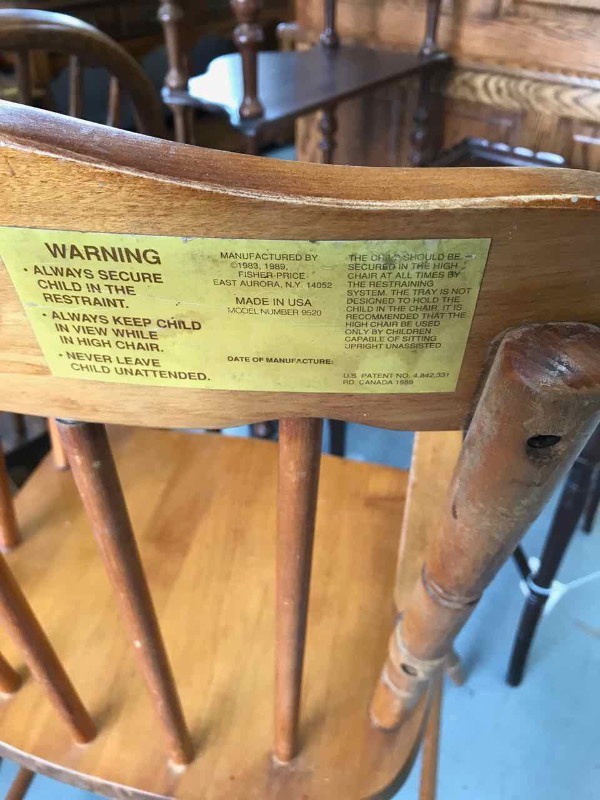 WARNING
• ALWAYS SECURE
CHILD IN THE
RESTRAINT.
• ALWAYS KEEP CHILD
IN VIEW WHILE
IN HIGH CHAIR.
• NEVER LEAVE
CHILD UNATTENDED.
MANUFACTURED BY
©1983, 1989,
FISHER-PRICE
EAST AURORA, N.Y. 14052
MADE IN USA
MODEL NUMBER 9520
DATE OF MANUFACTURE:
THE CHILD SHOULD BE
SECURED IN THE HIGH
CHAIR AT ALL TIMES BY
THE RESTRAINING
SYSTEM. THE TRAY IS NOT
DESIGNED TO HOLD THE
CHILD IN THE CHAIR. IT IS
RECOMMENDED THAT THE
HIGH CHAIR BE USED
ONLY BY CHILDREN
CAPABLE OF SITTING
UPRIGHT UNASSISTED.
U.S. PATENT NO. 4,842,331
RD. CANADA 1989